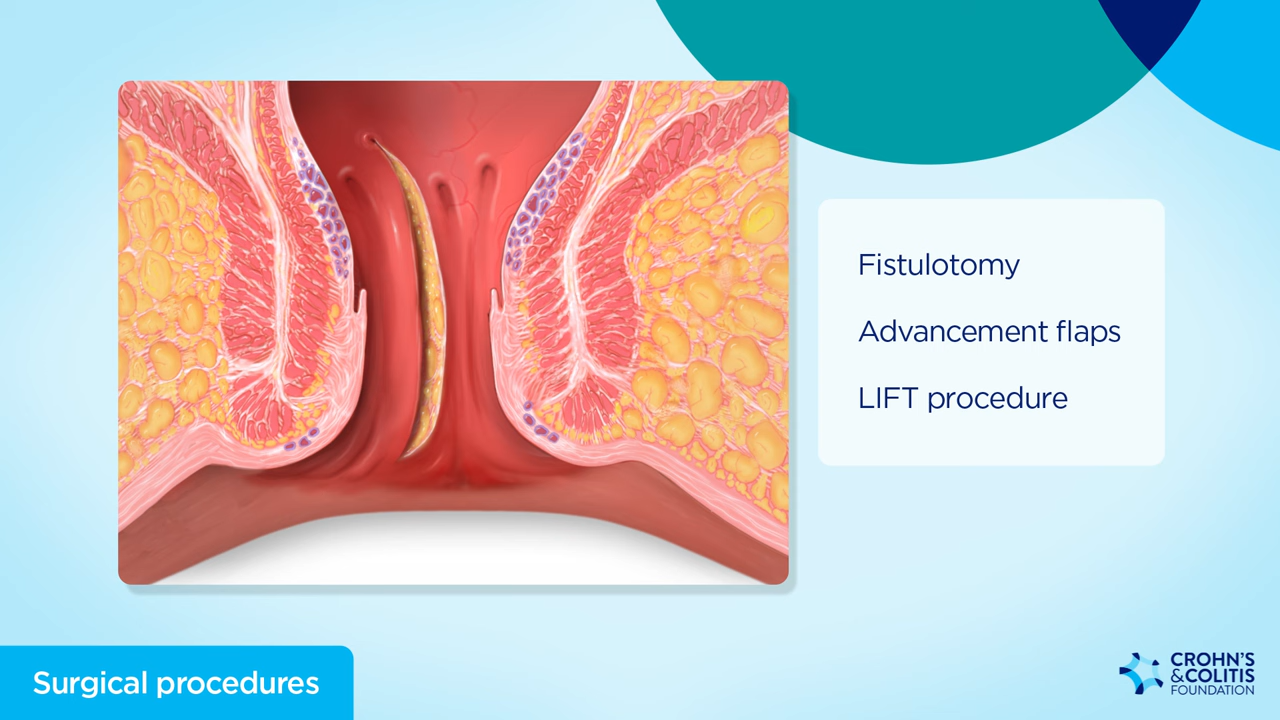 Fistulotomy
Advancement flaps
LIFT procedure
Surgical procedures
CROHN'S
&COLITIS
FOUNDATION